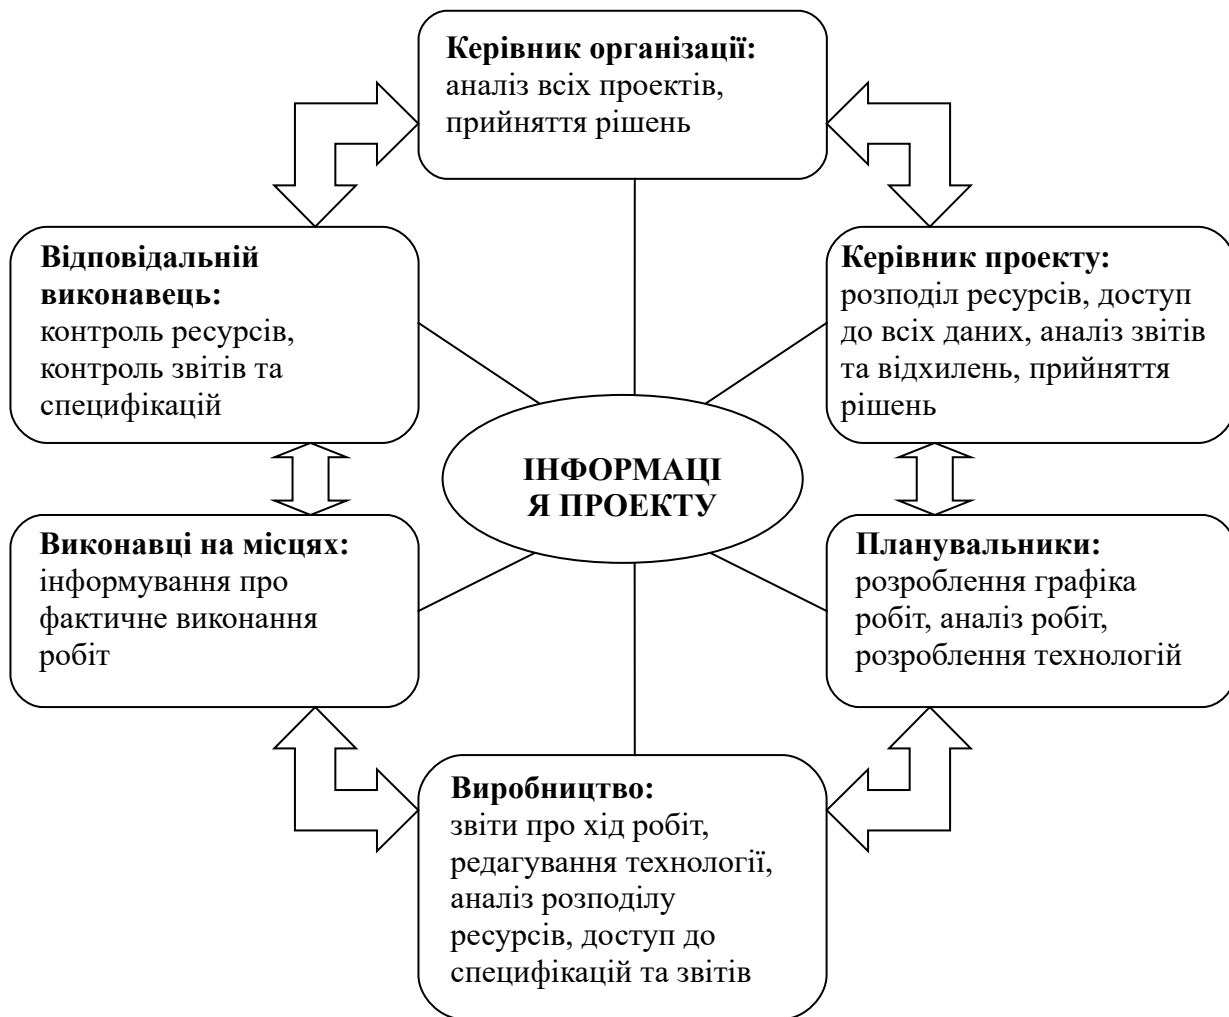 Керівник організації:
аналіз всіх проектів,
прийняття рішень
Відповідальній
виконавець:
контроль ресурсів,
контроль звітів та
специфікацій
Керівник проекту:
розподіл ресурсів, доступ
до всіх даних, аналіз звітів
та відхилень, прийняття
рішень
ІНФОРМАЦІ
Я ПРОЕКТУ
Виконавці на місцях:
інформування про
фактичне виконання
робіт
Планувальники:
розроблення графіка
робіт, аналіз робіт,
розроблення технологій
Виробництво:
звіти про хід робіт,
редагування технології,
аналіз розподілу
ресурсів, доступ до
специфікацій та звітів